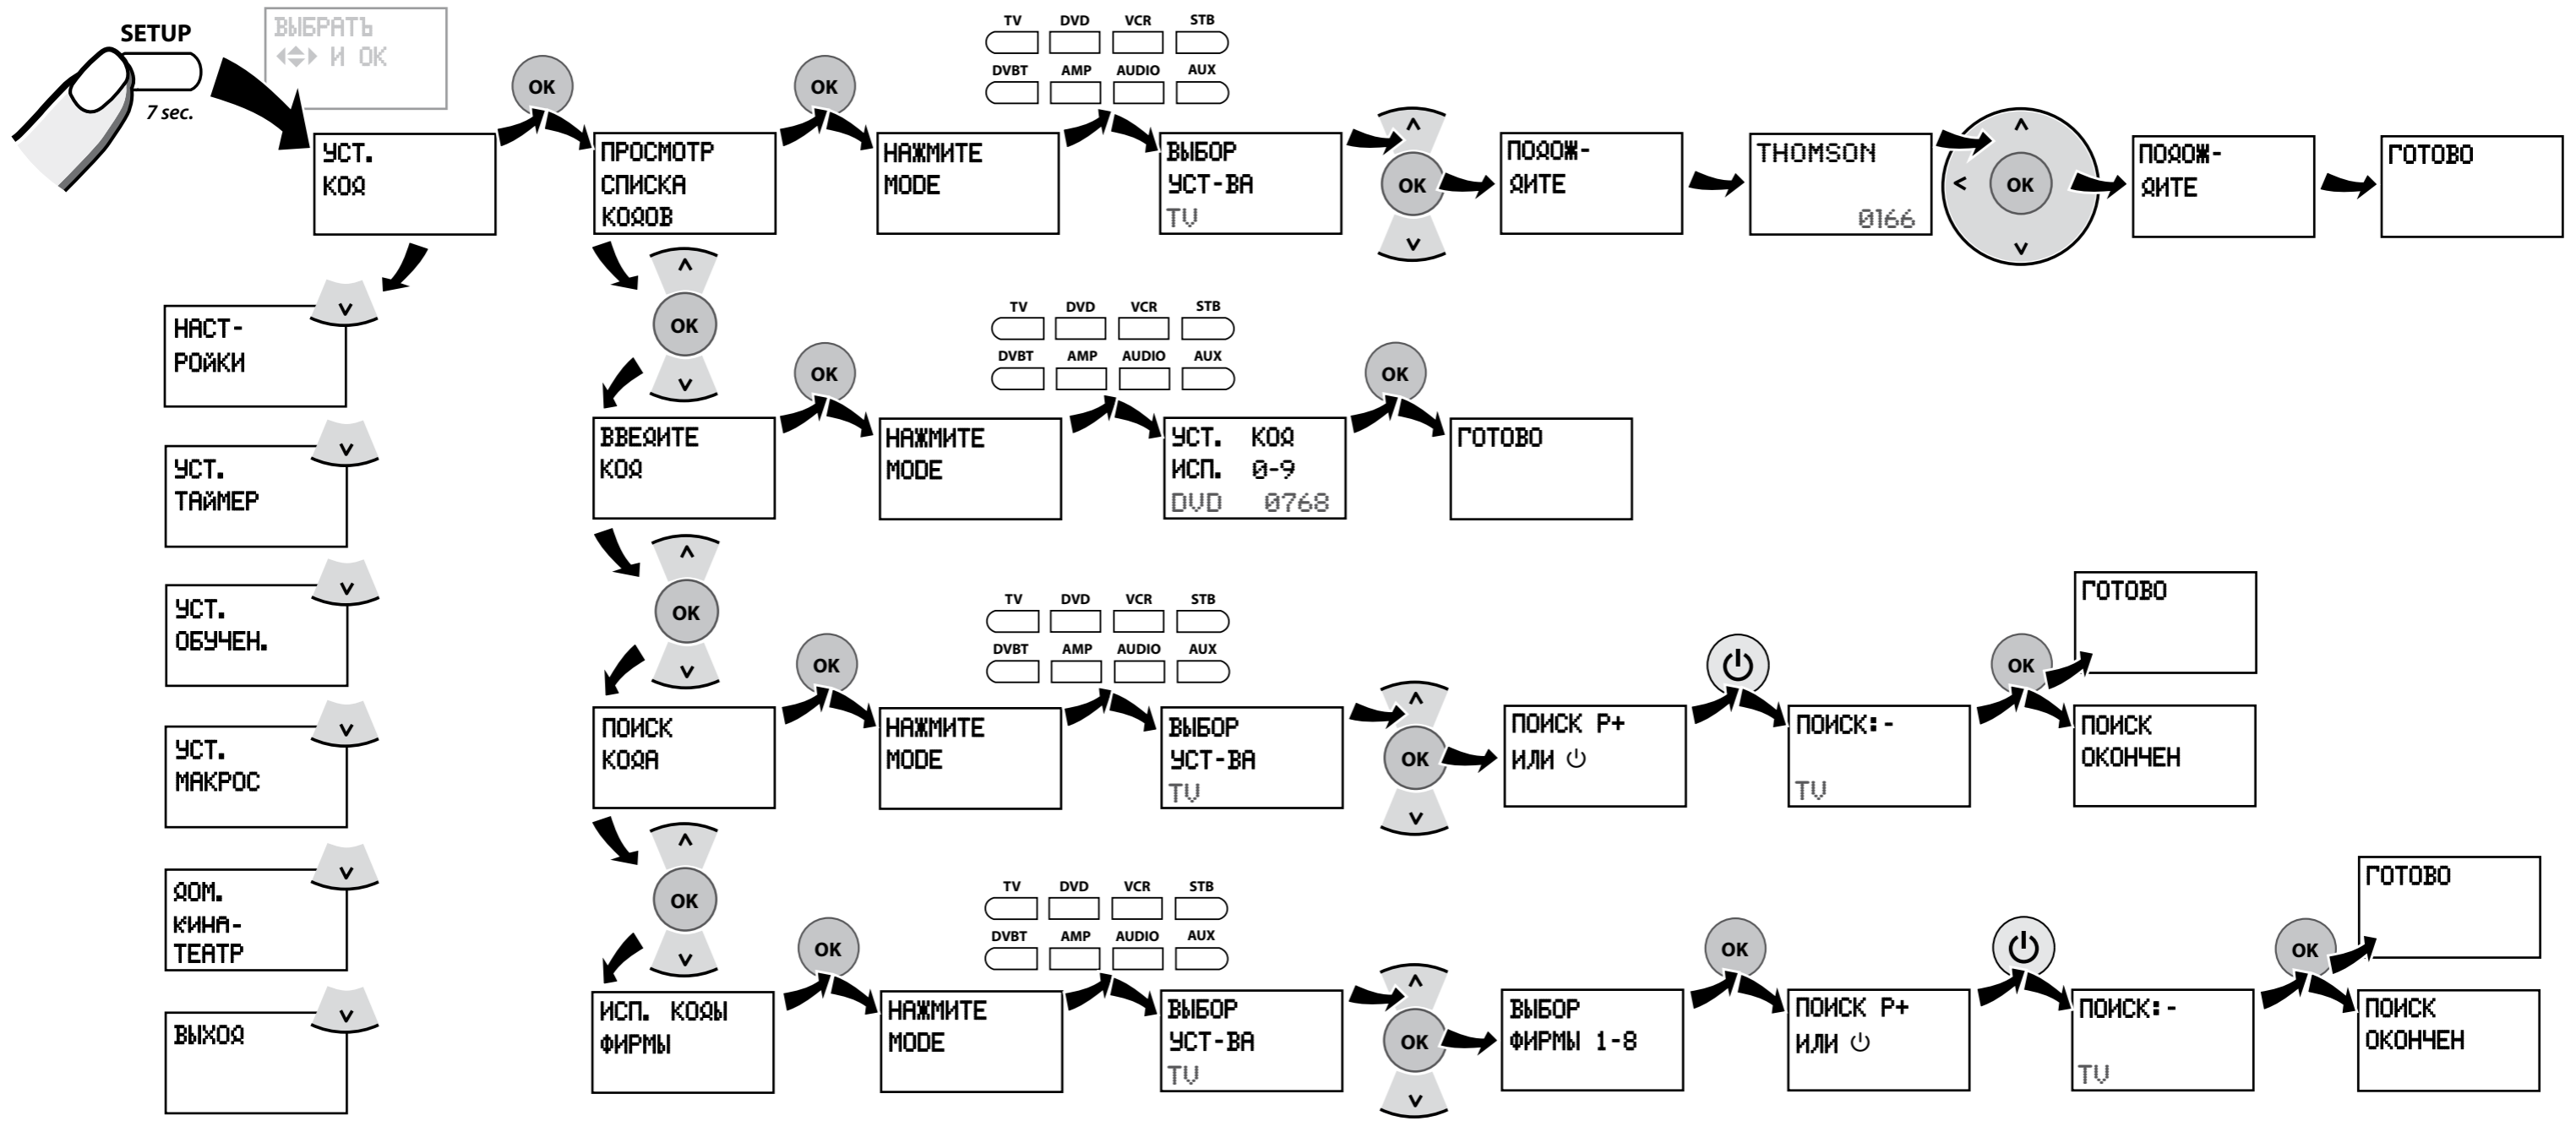 SETUP
7 sec.
ВЫБРАТЬ
И ОК
УСТ.
КОД
OK
ПРОСМОТР
СПИСКА
КОДОВ
OK
НАЖМИТЕ
MODE
TV DVD VCR STB
DVBT AMP AUDIO AUX
ВЫБОР
УСТ-ВА
TV
OK
ПОДОЖ-
ДИТЕ
THOMSON
0166
OK
ПОДОЖ-
ДИТЕ
ГОТОВО
НАСТ-
РОЙКИ
УСТ.
ТАЙМЕР
УСТ.
ОБУЧЕН.
УСТ.
МАКРОС
ДОМ.
КИНА-
ТЕАТР
ВЫХОД
OK
ВВЕДИТЕ
КОД
OK
НАЖМИТЕ
MODE
TV DVD VCR STB
DVBT AMP AUDIO AUX
УСТ. КОД
ИСП. 0-9
DVD 0768
OK
ГОТОВО
OK
ПОИСК
КОДА
OK
НАЖМИТЕ
MODE
TV DVD VCR STB
DVBT AMP AUDIO AUX
ВЫБОР
УСТ-ВА
TV
OK
ПОИСК P+
ИЛИ
ПОИСК:-
TV
OK
ГОТОВО
ПОИСК
ОКОНЧЕН
OK
ИСП. КОДЫ
ФИРМЫ
OK
НАЖМИТЕ
MODE
TV DVD VCR STB
DVBT AMP AUDIO AUX
ВЫБОР
УСТ-ВА
TV
OK
ВЫБОР
ФИРМЫ 1-8
OK
ПОИСК P+
ИЛИ
ПОИСК:-
TV
OK
ГОТОВО
ПОИСК
ОКОНЧЕН